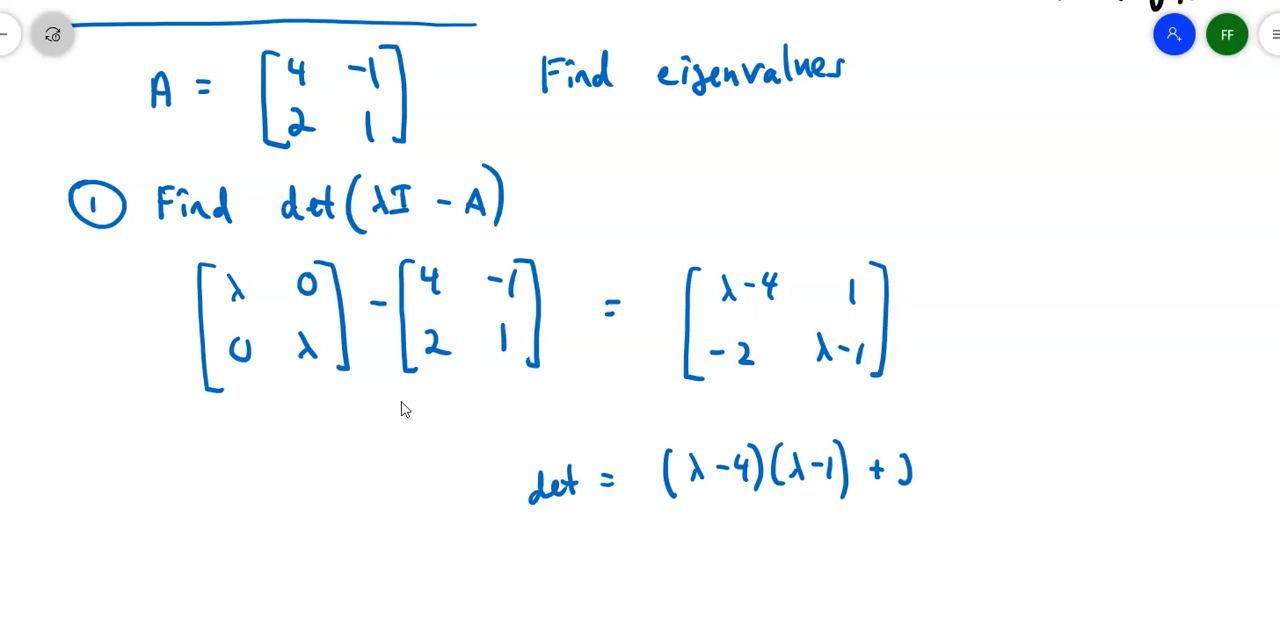 FF
A = [4 -1
2 1]
Find eigenvalues
① Find det(λI - A)
[λ 0
0 λ] - [4 -1
2 1] = [λ-4 1
-2 λ-1]
det = (λ-4)(λ-1) +